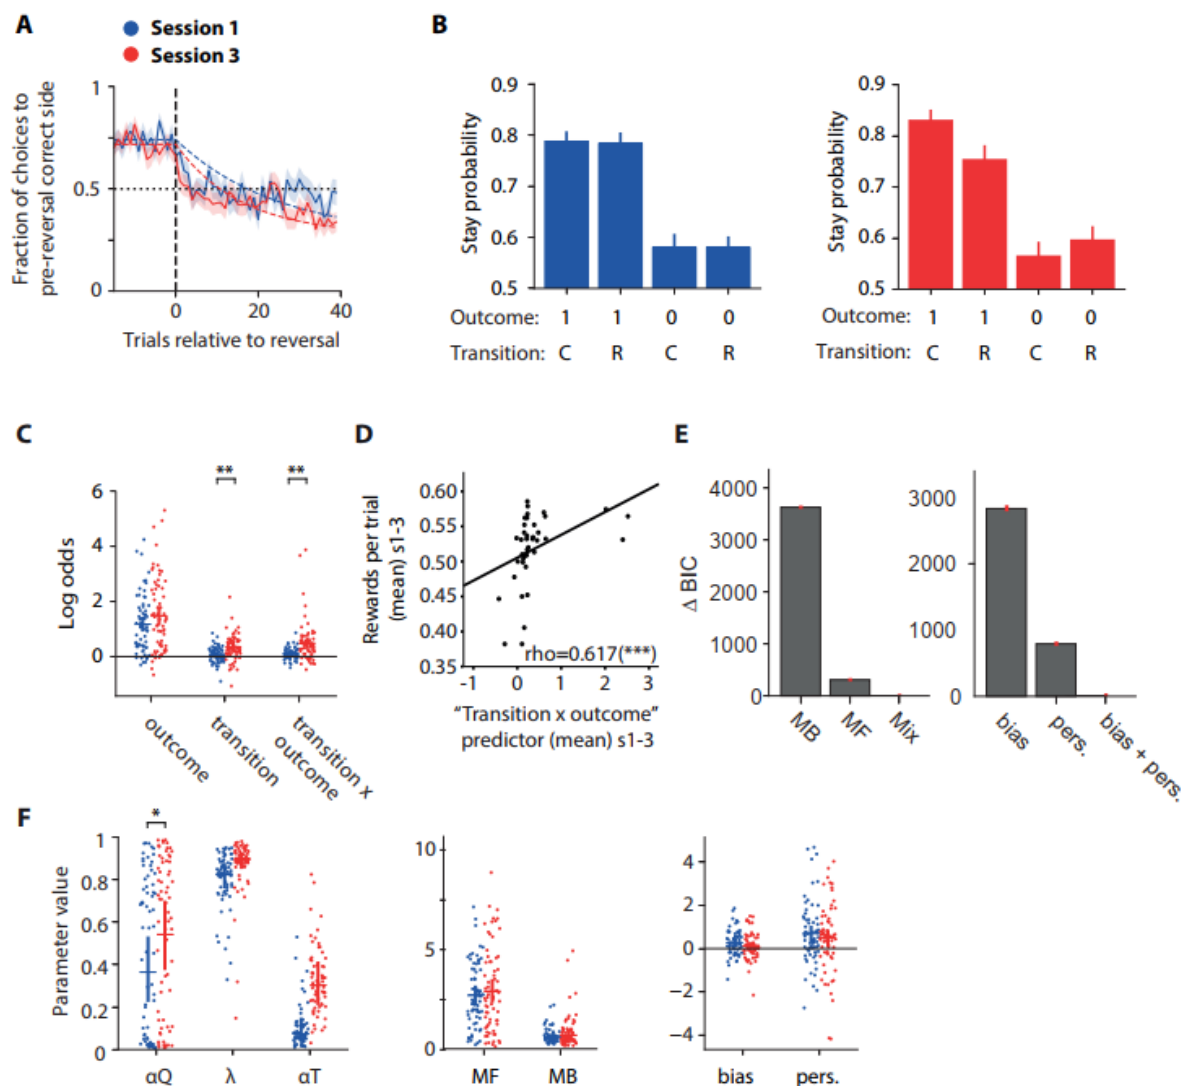 A
Session 1
Session 3
Fraction of choices to
pre-reversal correct side
1
0.5
0
0 20 40
Trials relative to reversal
B
Stay probability
0.9
0.8
0.7
0.6
0.5
Outcome: 1 1 0 0
Transition: C R C R
Stay probability
0.9
0.8
0.7
0.6
0.5
Outcome: 1 1 0 0
Transition: C R C R
C
Log odds
6
4
2
0
** **
outcome
transition
transition x
outcome
D
Rewards per trial
(mean) s1-3
0.60
0.55
0.50
0.45
0.40
0.35
rho=0.617(***)
-1 0 1 2 3
“Transition x outcome”
predictor (mean) s1-3
E
Δ BIC
4000
3000
2000
1000
0
MB MF Mix
3000
2000
1000
0
bias pers. bias + pers.
F
*
Parameter value
1
0.8
0.6
0.4
0.2
0
αQ λ αT
10
5
0
MF MB
4
2
0
−2
−4
bias pers.